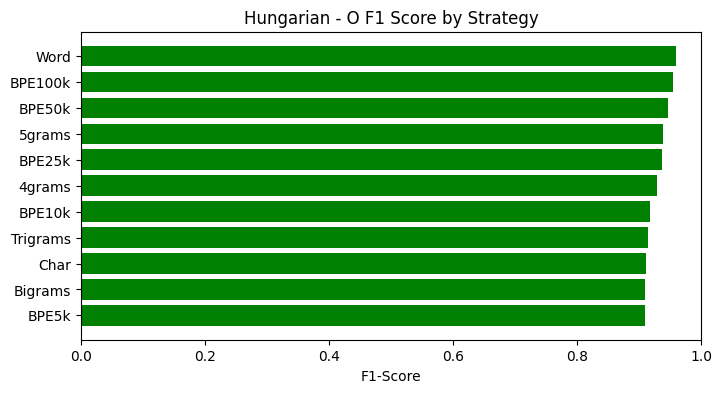 Hungarian - O F1 Score by Strategy
Word
BPE100k
BPE50k
5grams
BPE25k
4grams
BPE10k
Trigrams
Char
Bigrams
BPE5k
0.0 0.2 0.4 0.6 0.8 1.0
F1-Score